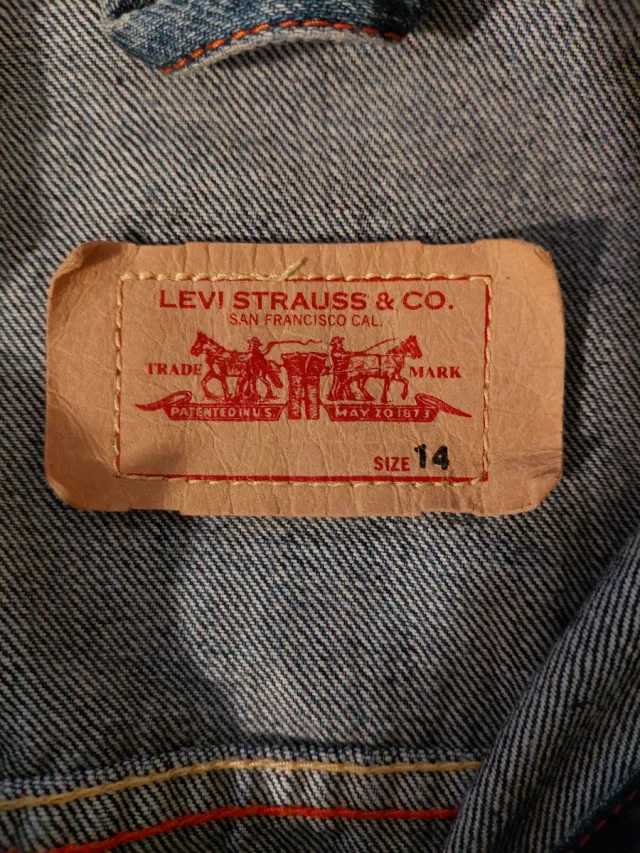 LEVI STRAUSS & CO.
SAN FRANCISCO CAL.
TRADE MARK
PATENTED IN U.S. MAY 20 1873
SIZE 14